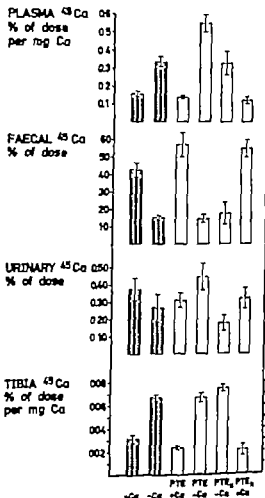 PLASMA ⁴⁵Ca
% of dose
per mg Ca
0.6
0.5
0.4
0.3
0.2
0.1
FAECAL ⁴⁵Ca
% of dose
60
50
40
30
20
10
URINARY ⁴⁵Ca
% of dose
0.50
0.40
0.30
0.20
0.10
TIBIA ⁴⁵Ca
% of dose
per mg Ca
0.08
0.06
0.04
0.02
PTE PTE
+Ca -Ca +Ca -Ca -Ca +Ca